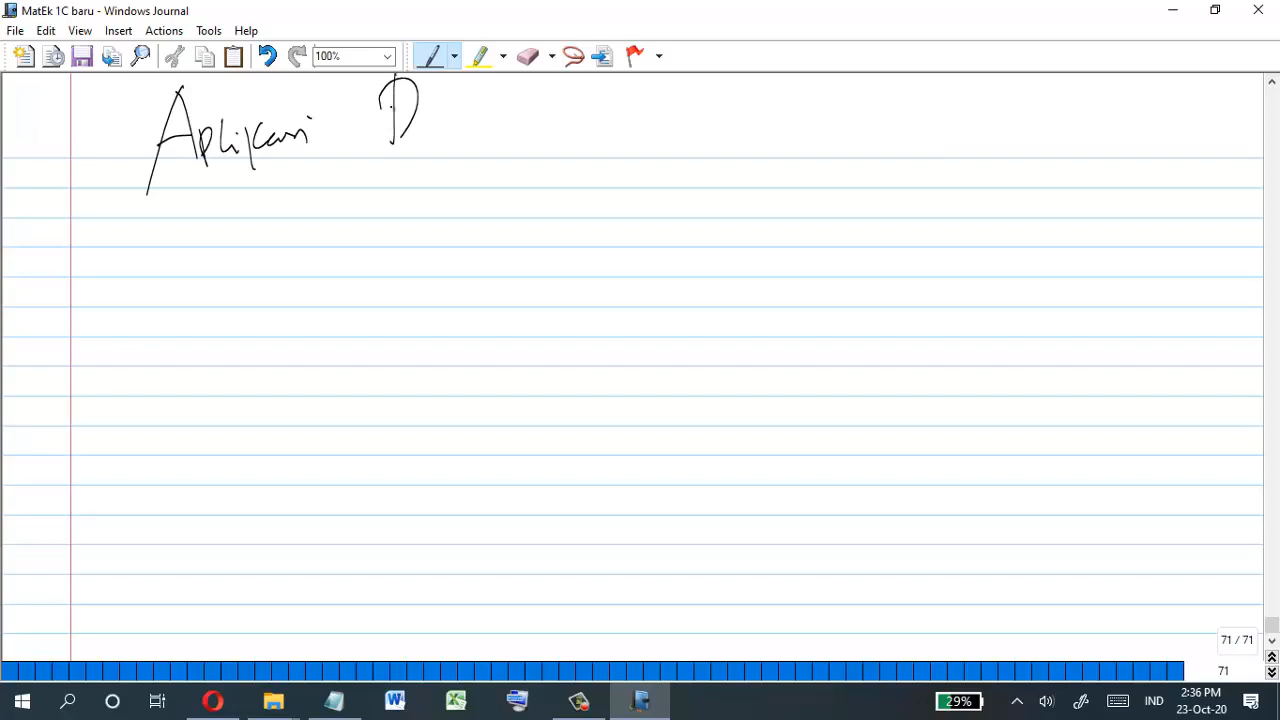 MatEk 1C baru - Windows Journal
File Edit View Insert Actions Tools Help
100%
Aplikasi D
71 / 71
71
29% IND 2:36 PM
23-Oct-20